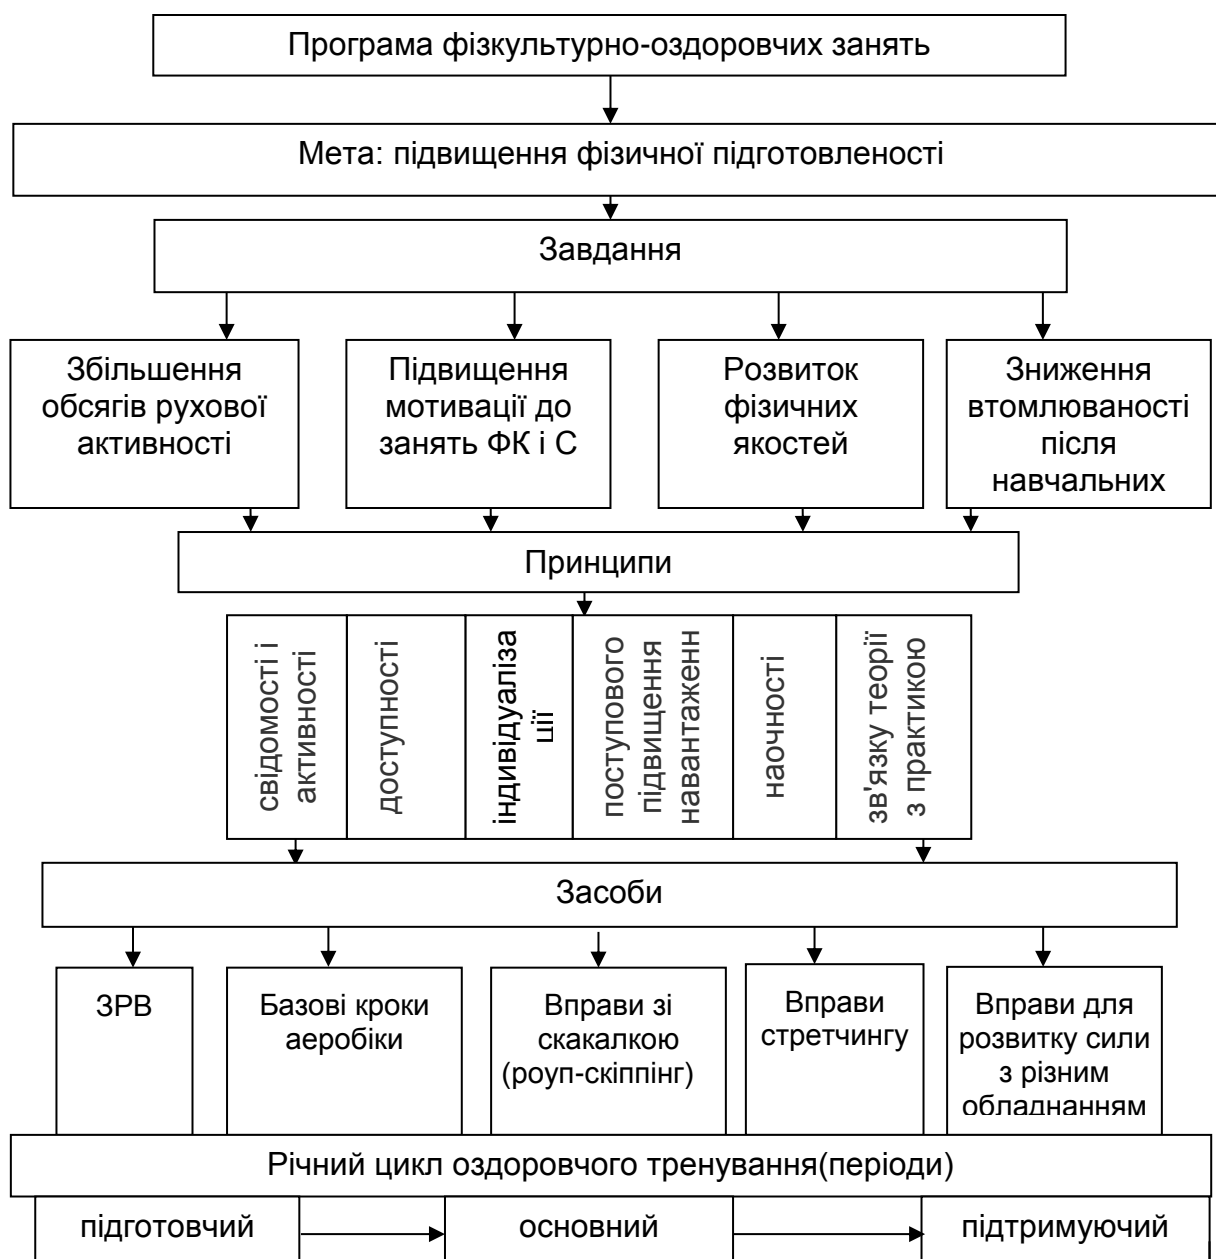 Програма фізкультурно-оздоровчих занять
Мета: підвищення фізичної підготовленості
Завдання
Збільшення
обсягів рухової
активності
Підвищення
мотивації до
занять ФК і С
Розвиток
фізичних
якостей
Зниження
втомлюваності
після
навчальних
Принципи
свідомості і
активності
доступності
індивідуаліза
ції
поступового
підвищення
навантаженн
наочності
зв'язку теорії
з практикою
Засоби
ЗРВ
Базові кроки
аеробіки
Вправи зі
скакалкою
(роуп-скіппінг)
Вправи
стретчингу
Вправи для
розвитку сили
з різним
обладнанням
Річний цикл оздоровчого тренування(періоди)
підготовчий
основний
підтримуючий